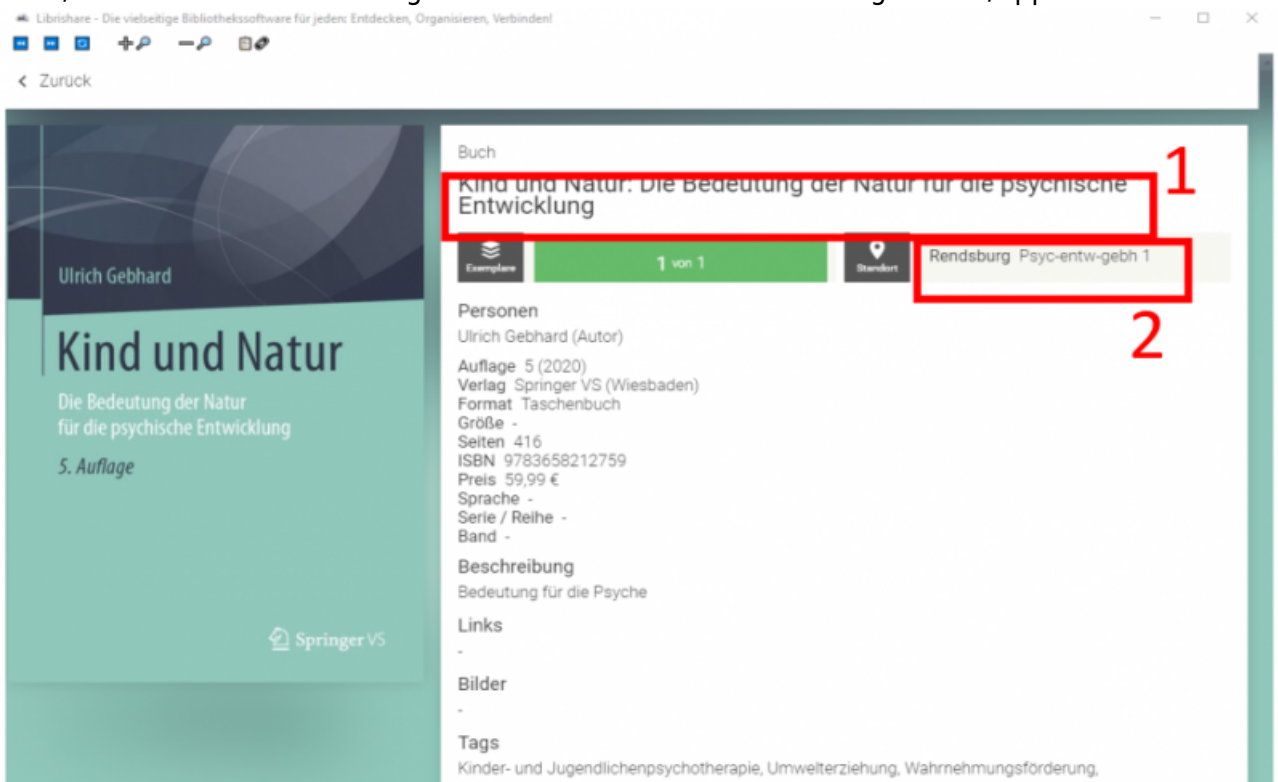 Librishare - Die vielseitige Bibliothekssoftware für jeden: Entdecken, Organisieren, Verbinden!
Zurück
Ulrich Gebhard
Kind und Natur
Die Bedeutung der Natur
für die psychische Entwicklung
5. Auflage
Springer VS
Buch
1
Kind und Natur: Die Bedeutung der Natur für die psychische
Entwicklung
Exemplare
1 von 1
Standort
Rendsburg Psyc-entw-gebh 1
2
Personen
Ulrich Gebhard (Autor)
Auflage 5 (2020)
Verlag Springer VS (Wiesbaden)
Format Taschenbuch
Größe -
Seiten 416
ISBN 9783658212759
Preis 59,99 €
Sprache -
Serie / Reihe -
Band -
Beschreibung
Bedeutung für die Psyche
Links
-
Bilder
-
Tags
Kinder- und Jugendlichenpsychotherapie, Umwelterziehung, Wahrnehmungsförderung,